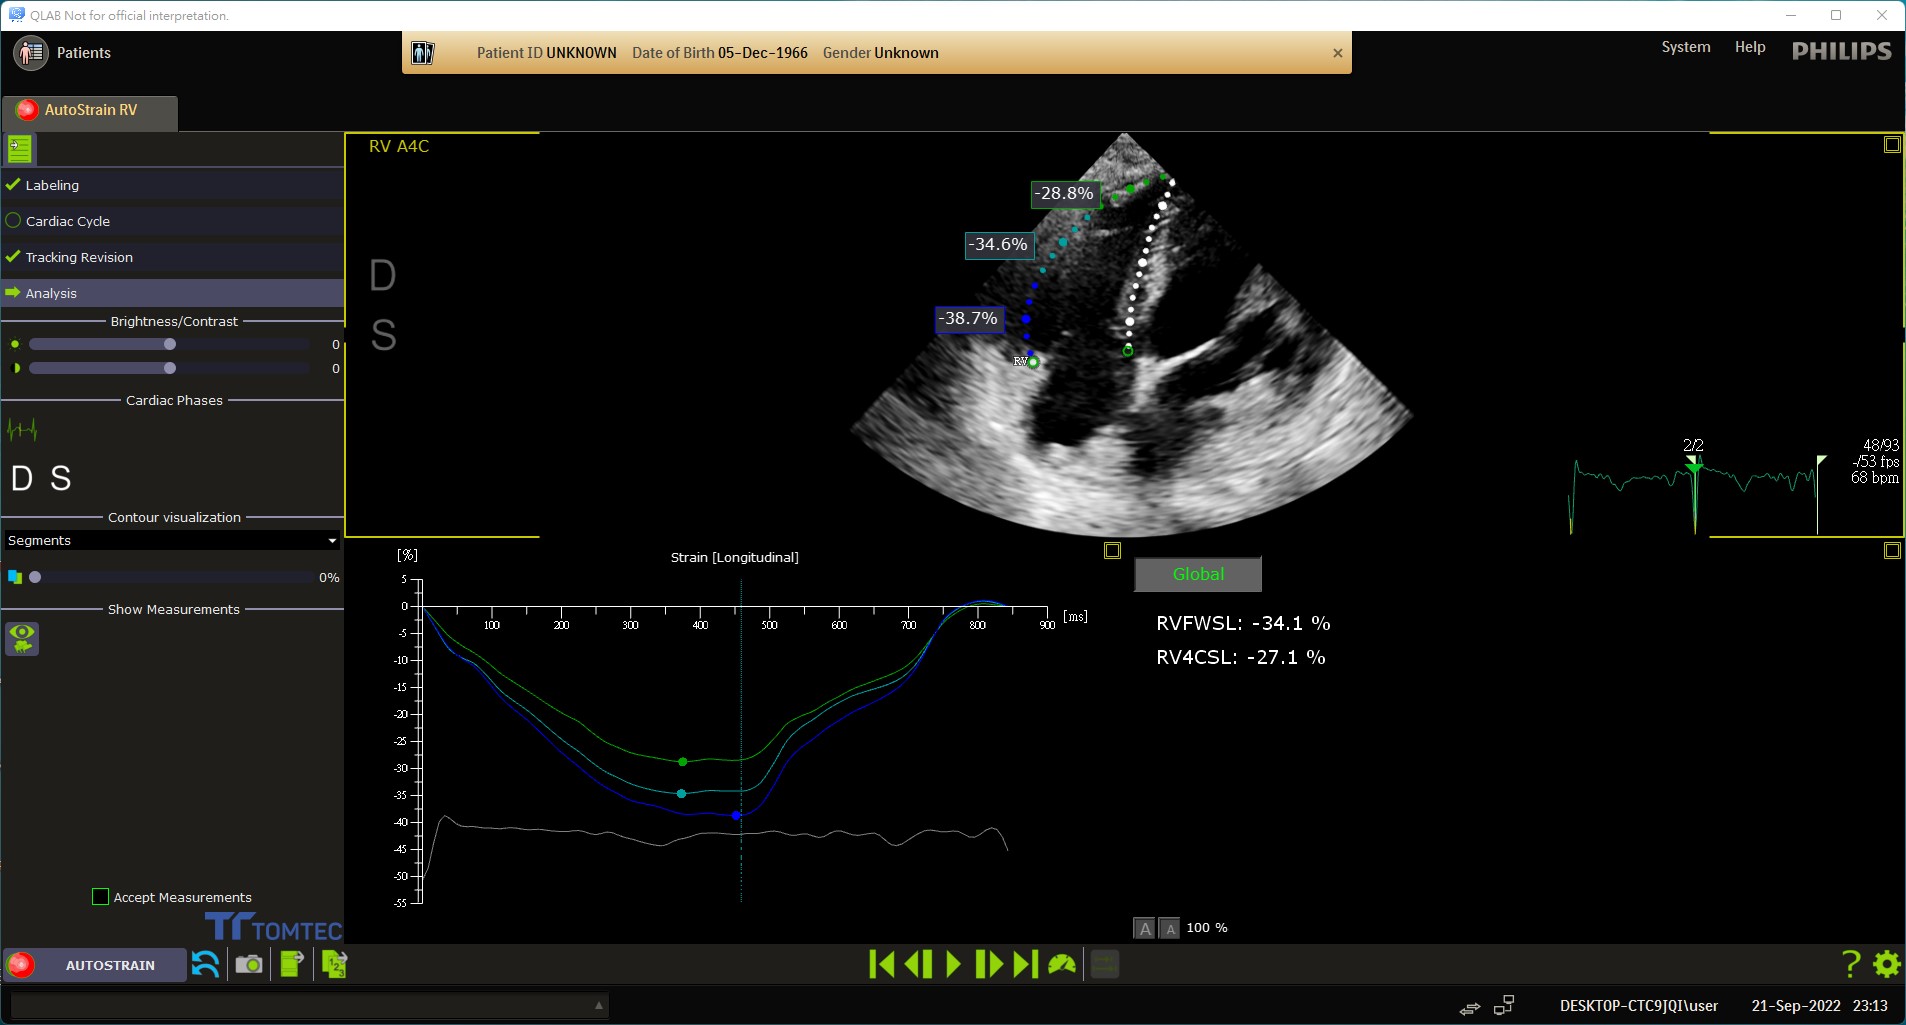 QLAB Not for official interpretation.
Patients
Patient ID UNKNOWN Date of Birth 05-Dec-1966 Gender Unknown
×
System Help PHILIPS
AutoStrain RV
Labeling
Cardiac Cycle
Tracking Revision
Analysis
Brightness/Contrast
0
0
Cardiac Phases
D S
Contour visualization
Segments
0%
Show Measurements
Accept Measurements
TOMTEC
RV A4C
D
S
-28.8%
-34.6%
-38.7%
RV
2/2
48/93
-/53 fps
68 bpm
[%]
Strain [Longitudinal]
5
0
-5
-10
-15
-20
-25
-30
-35
-40
-45
-50
-55
100 200 300 400 500 600 700 800 900 [ms]
Global
RVFWSL: -34.1 %
RV4CSL: -27.1 %
A A 100 %
AUTOSTRAIN
1 2 3
?
DESKTOP-CTC9JQI\user 21-Sep-2022 23:13